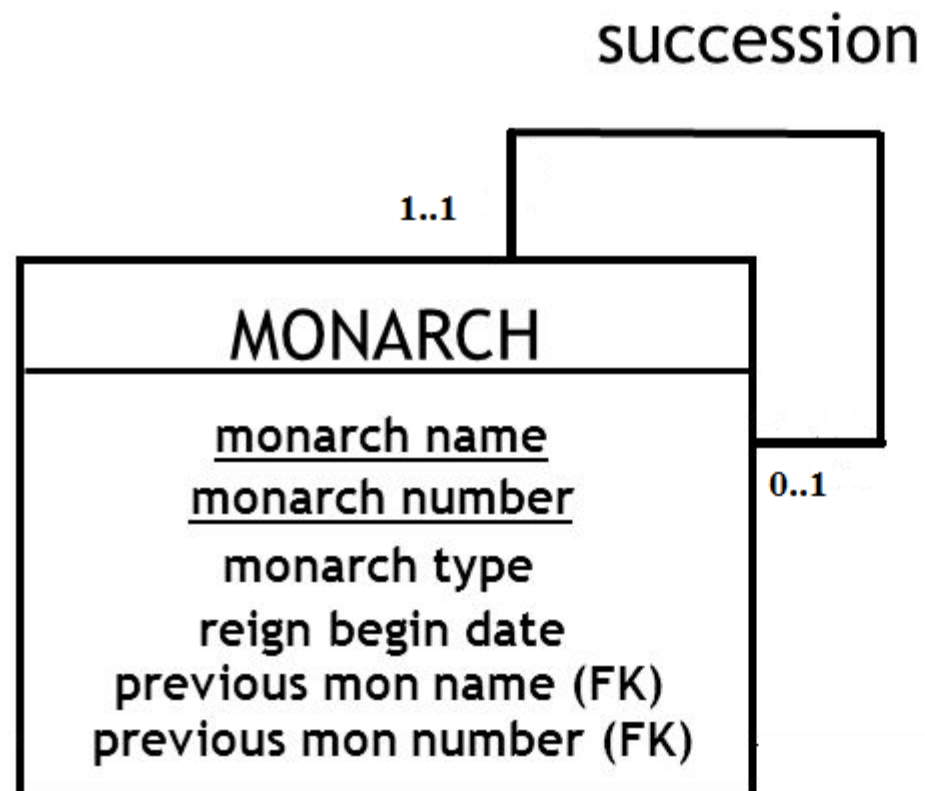 succession
1..1
MONARCH
monarch name
0..1
monarch number
monarch type
reign begin date
previous mon name (FK)
previous mon number (FK)